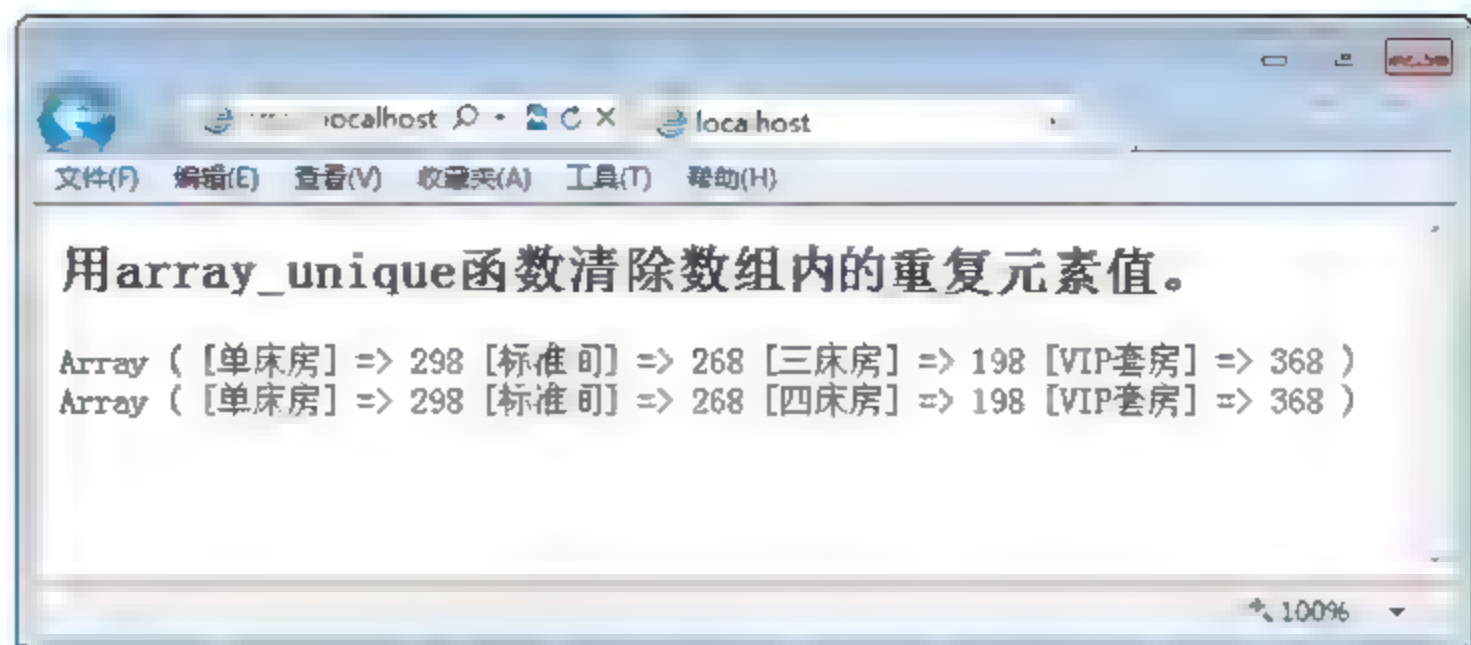 localhost
文件(F) 编辑(E) 查看(V) 收藏夹(A) 工具(T) 帮助(H)
用array_unique函数清除数组内的重复元素值。
Array ( [单床房] => 298 [标准间] => 268 [三床房] => 198 [VIP套房] => 368 )
Array ( [单床房] => 298 [标准间] => 268 [四床房] => 198 [VIP套房] => 368 )
100%